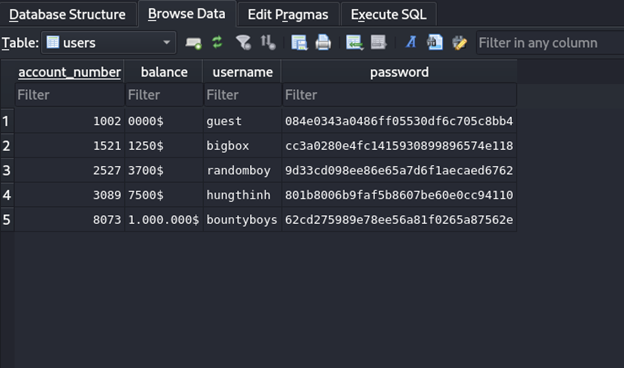 Database Structure Browse Data Edit Pragmas Execute SQL
Table: users Filter in any column
account_number balance username password
Filter Filter Filter Filter
1 1002 0000$ guest 084e0343a0486ff05530df6c705c8bb4
2 1521 1250$ bigbox cc3a0280e4fc1415930899896574e118
3 2527 3700$ randomboy 9d33cd098ee86e65a7d6f1aecaed6762
4 3089 7500$ hungthinh 801b8006b9faf5b8607be60e0cc94110
5 8073 1.000.000$ bountyboys 62cd275989e78ee56a81f0265a87562e